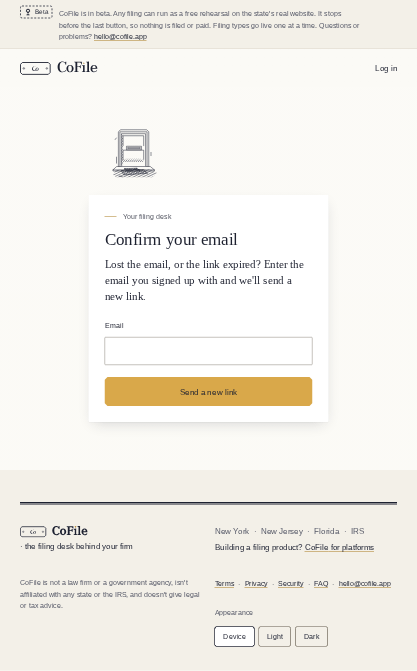 Beta
CoFile is in beta. Any filing can run as a free rehearsal on the state's real website. It stops
before the last button, so nothing is filed or paid. Filing types go live one at a time. Questions or
problems? hello@cofile.app
Co CoFile
Log in
Your filing desk
Confirm your email
Lost the email, or the link expired? Enter the
email you signed up with and we'll send a
new link.
Email
Send a new link
Co CoFile
· the filing desk behind your firm
New York · New Jersey · Florida · IRS
Building a filing product? CoFile for platforms
CoFile is not a law firm or a government agency, isn't
affiliated with any state or the IRS, and doesn't give legal
or tax advice.
Terms · Privacy · Security · FAQ · hello@cofile.app
Appearance
Device Light Dark